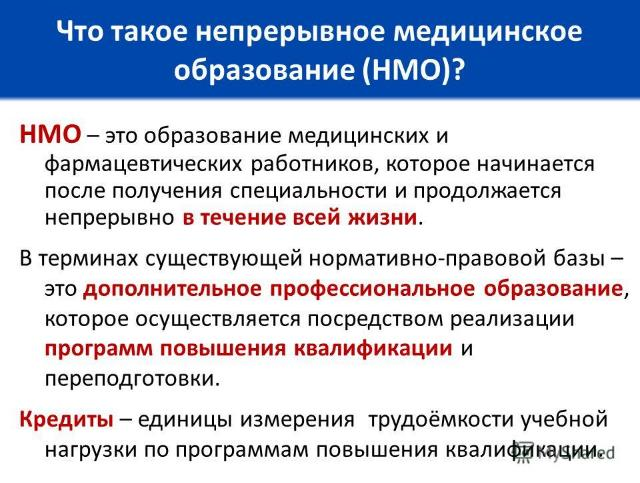 Что такое непрерывное медицинское
образование (НМО)?
НМО – это образование медицинских и
фармацевтических работников, которое начинается
после получения специальности и продолжается
непрерывно в течение всей жизни.
В терминах существующей нормативно-правовой базы –
это дополнительное профессиональное образование,
которое осуществляется посредством реализации
программ повышения квалификации и
переподготовки.
Кредиты – единицы измерения трудоёмкости учебной
нагрузки по программам повышения квалификации.
MyShared